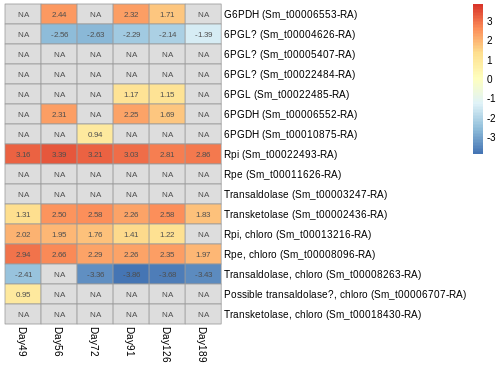 NA 2.44 NA 2.32 1.71 NA G6PDH (Sm_t00006553-RA)
NA -2.56 -2.63 -2.29 -2.14 -1.39 6PGL? (Sm_t00004626-RA)
NA NA NA NA NA NA 6PGL? (Sm_t00005407-RA)
NA NA NA NA NA NA 6PGL? (Sm_t00022484-RA)
NA NA NA 1.17 1.15 NA 6PGL (Sm_t00022485-RA)
NA 2.31 NA 2.25 1.69 NA 6PGDH (Sm_t00006552-RA)
NA NA 0.94 NA NA NA 6PGDH (Sm_t00010875-RA)
3.16 3.39 3.21 3.03 2.81 2.86 Rpi (Sm_t00022493-RA)
NA NA NA NA NA NA Rpe (Sm_t00011626-RA)
NA NA NA NA NA NA Transaldolase (Sm_t00003247-RA)
1.31 2.50 2.58 2.26 2.58 1.83 Transketolase (Sm_t00002436-RA)
2.02 1.95 1.76 1.41 1.22 NA Rpi, chloro (Sm_t00013216-RA)
2.94 2.66 2.29 2.26 2.35 1.97 Rpe, chloro (Sm_t00008096-RA)
-2.41 NA -3.36 -3.86 -3.68 -3.43 Transaldolase, chloro (Sm_t00008263-RA)
0.95 NA NA NA NA NA Possible transaldolase?, chloro (Sm_t00006707-RA)
NA NA NA NA NA NA Transketolase, chloro (Sm_t00018430-RA)
Day49 Day56 Day72 Day91 Day126 Day189
3
2
1
0
-1
-2
-3